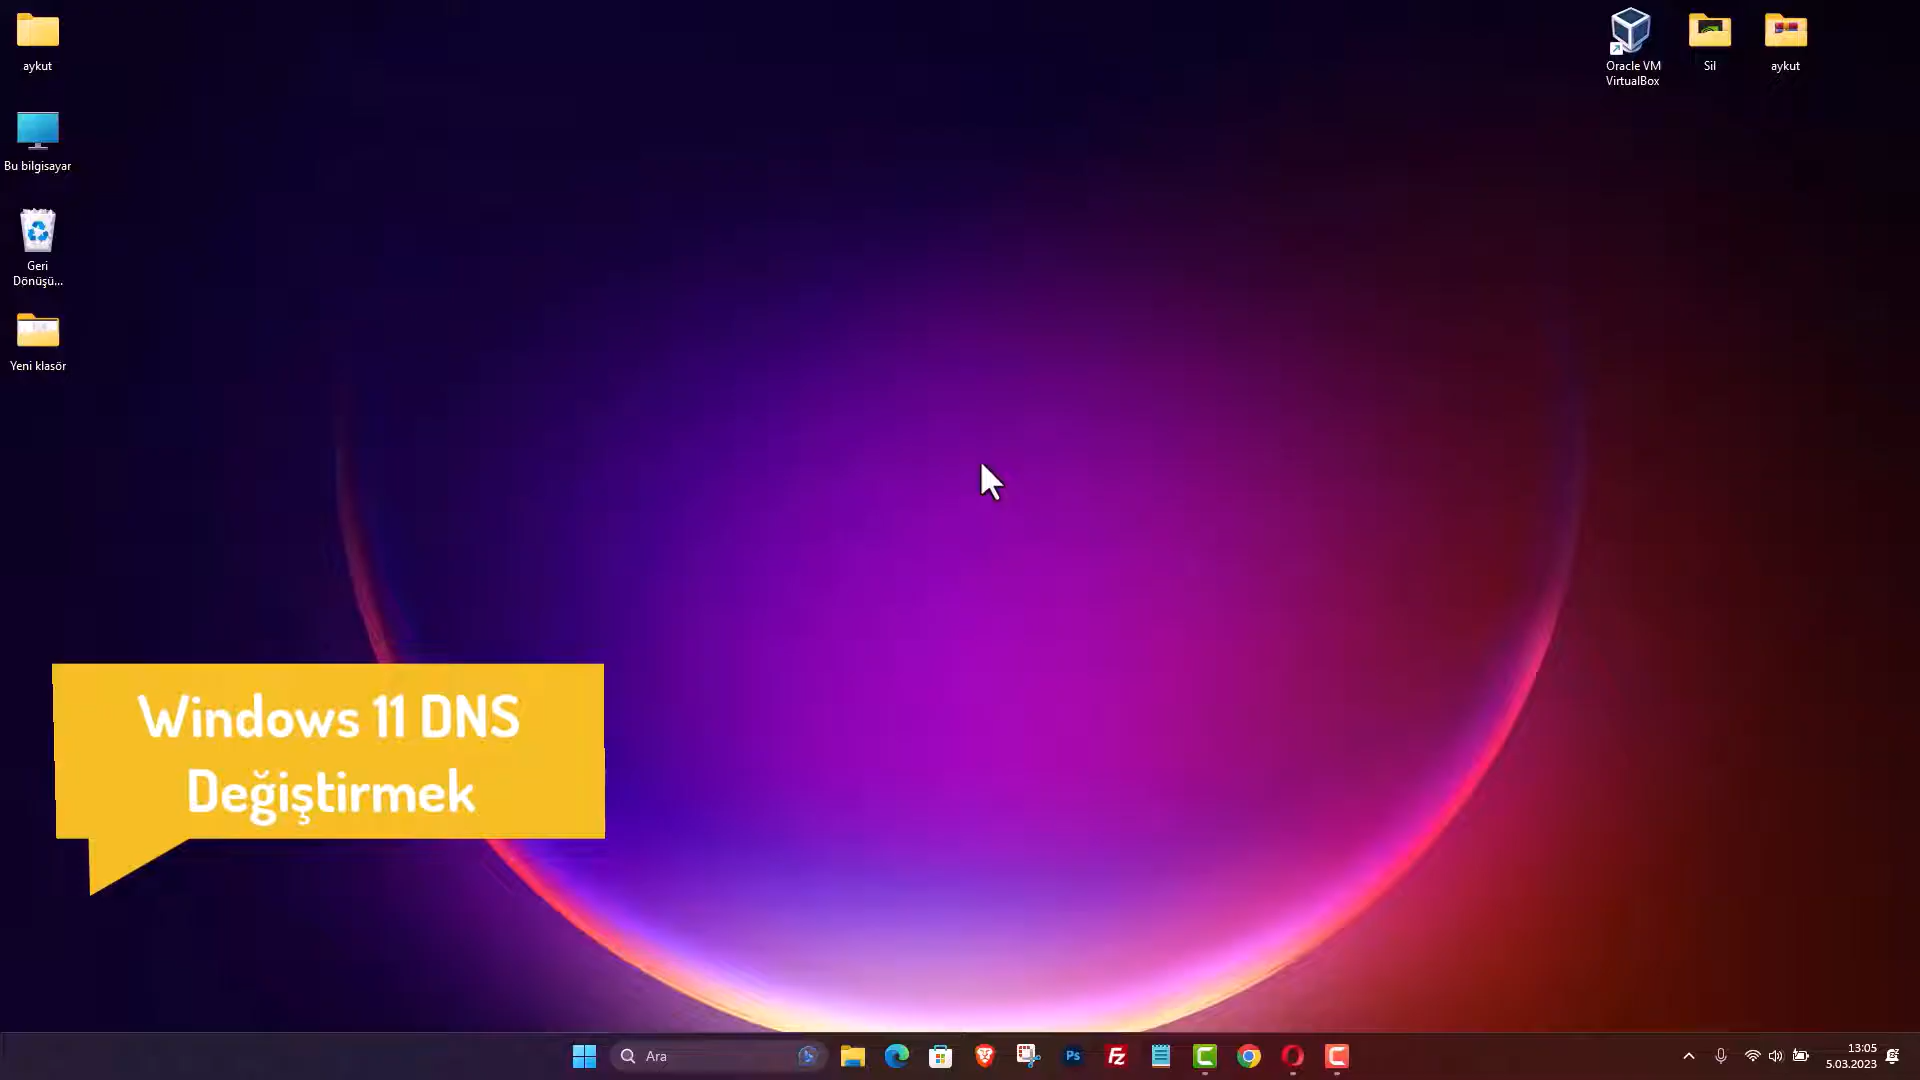 aykut
Bu bilgisayar
Geri
Dönüşü...
Yeni klasör
Oracle VM
VirtualBox
Sil
aykut
Windows 11 DNS
Değiştirmek
Ara
Ps
Fz
13:05
5.03.2023